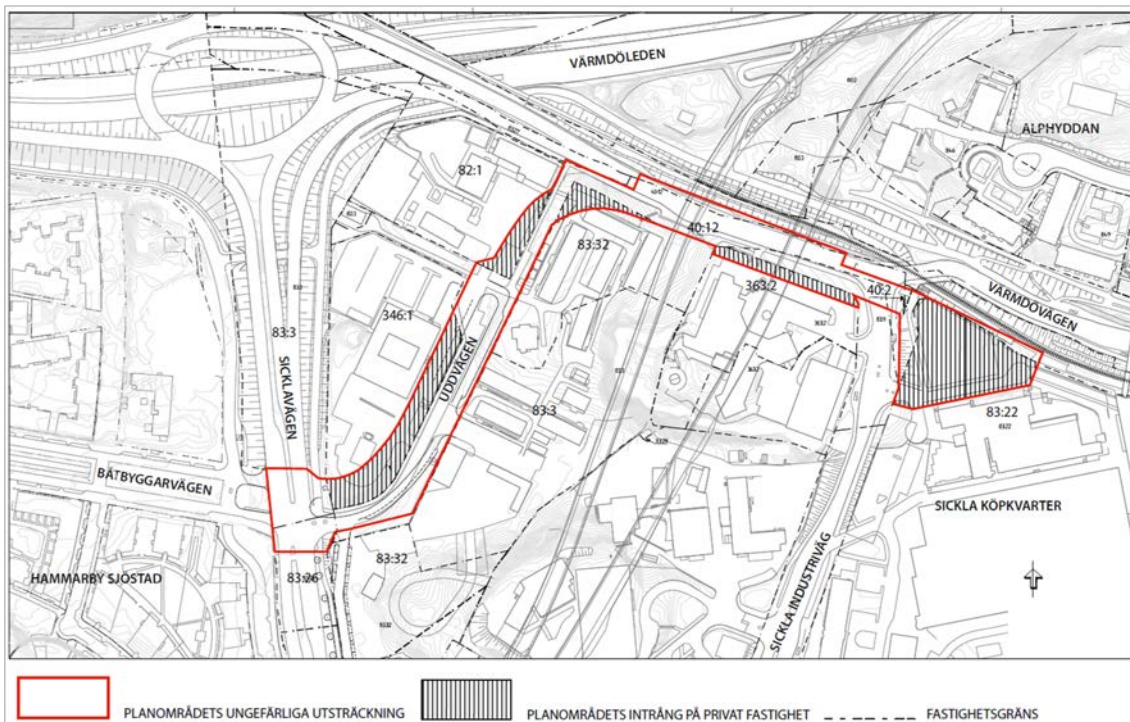 VÄRMDÖLEDEN
ALPHYDDAN
82:1
40:12
83:32
363:2
40:2
VÄRMDÖVÄGEN
346:1
83:3
SICKLAVÄGEN
UDDVÄGEN
83:3
83:22
BÅTBYGGARVÄGEN
SICKLA KÖPKVARTER
HAMMARBY SJÖSTAD
83:32
SICKLA INDUSTRIVÄG
PLANOMRÅDETS UNGEFÄRLIGA UTSTRÄCKNING
PLANOMRÅDETS INTRÅNG PÅ PRIVAT FASTIGHET
FASTIGHETSGRÄNS